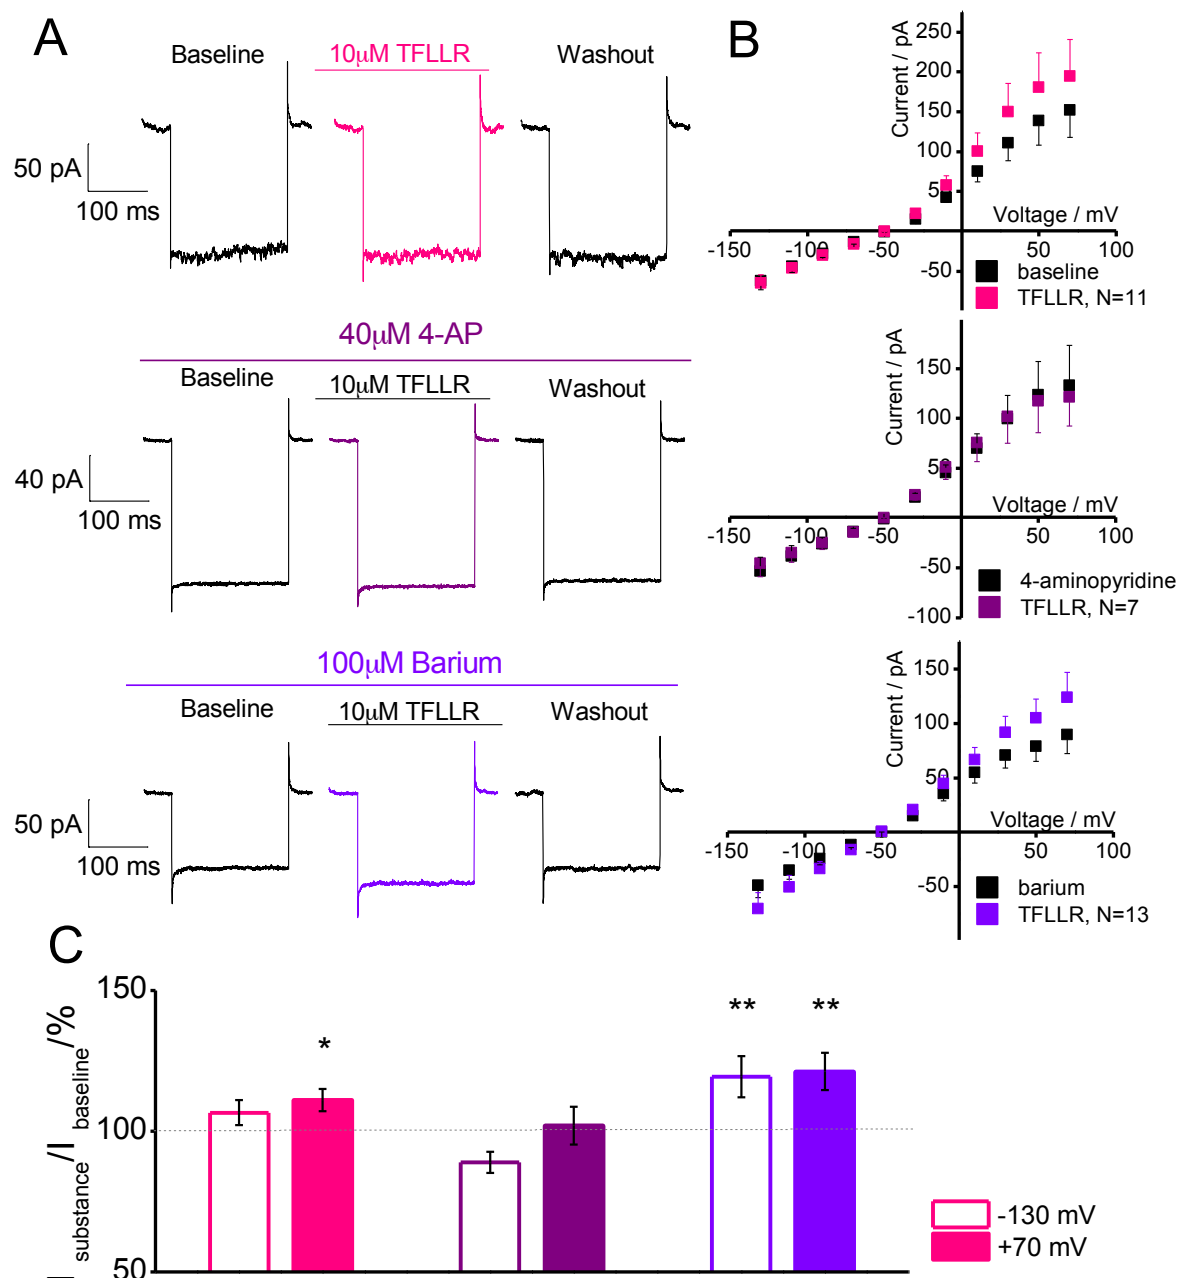 A
Baseline
10μM TFLLR
Washout
50 pA
100 ms
B
Current / pA
250
200
150
100
5
-50
Voltage / mV
-150
-100
-50
50
100
baseline
TFLLR, N=11
40μM 4-AP
Baseline
10μM TFLLR
Washout
40 pA
100 ms
Current / pA
150
100
50
-50
-100
Voltage / mV
-150
-100
-50
50
100
4-aminopyridine
TFLLR, N=7
100μM Barium
Baseline
10μM TFLLR
Washout
50 pA
100 ms
Current / pA
150
100
50
-50
Voltage / mV
-150
-100
-50
50
100
barium
TFLLR, N=13
C
substance/I baseline/%
150
100
50
*
**
**
-130 mV
+70 mV